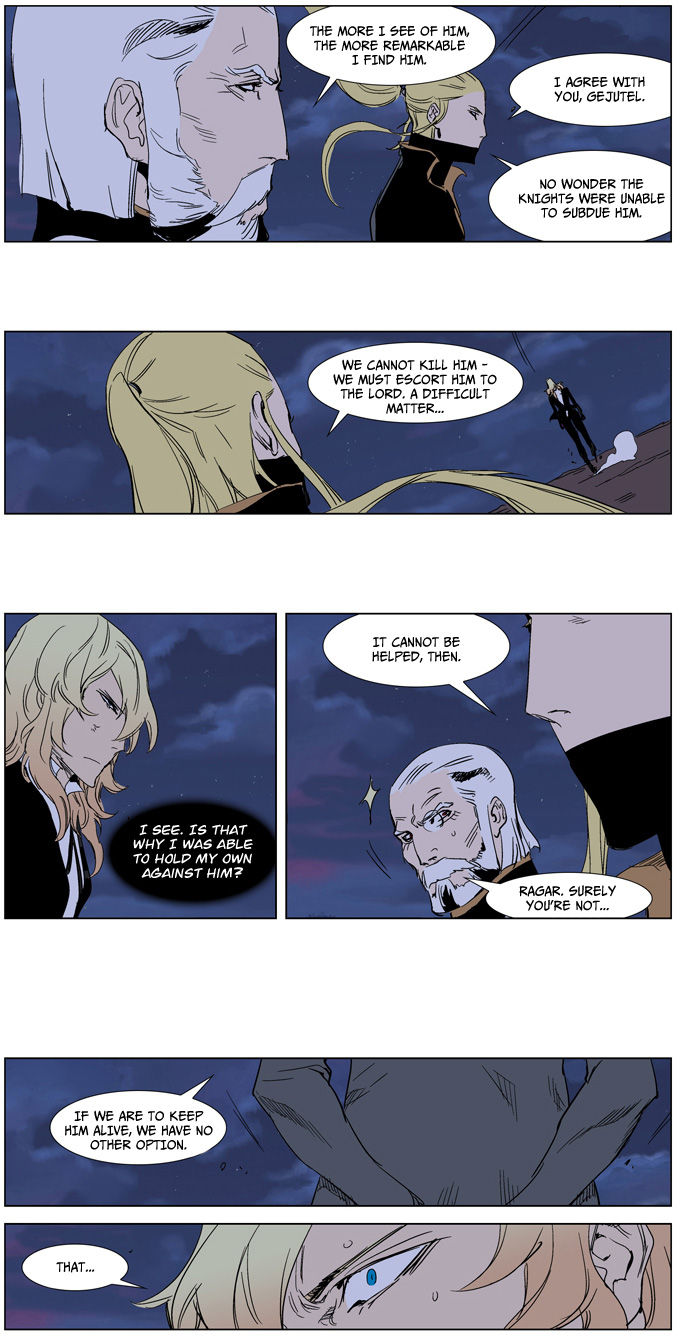 THE MORE I SEE OF HIM,
THE MORE REMARKABLE
I FIND HIM.
I AGREE WITH
YOU, GEJUTEL.
NO WONDER THE
KNIGHTS WERE UNABLE
TO SUBDUE HIM.
WE CANNOT KILL HIM -
WE MUST ESCORT HIM TO
THE LORD. A DIFFICULT
MATTER...
I SEE. IS THAT
WHY I WAS ABLE
TO HOLD MY OWN
AGAINST HIM?
IT CANNOT BE
HELPED, THEN.
RAGAR. SURELY
YOU'RE NOT...
IF WE ARE TO KEEP
HIM ALIVE, WE HAVE NO
OTHER OPTION.
THAT...